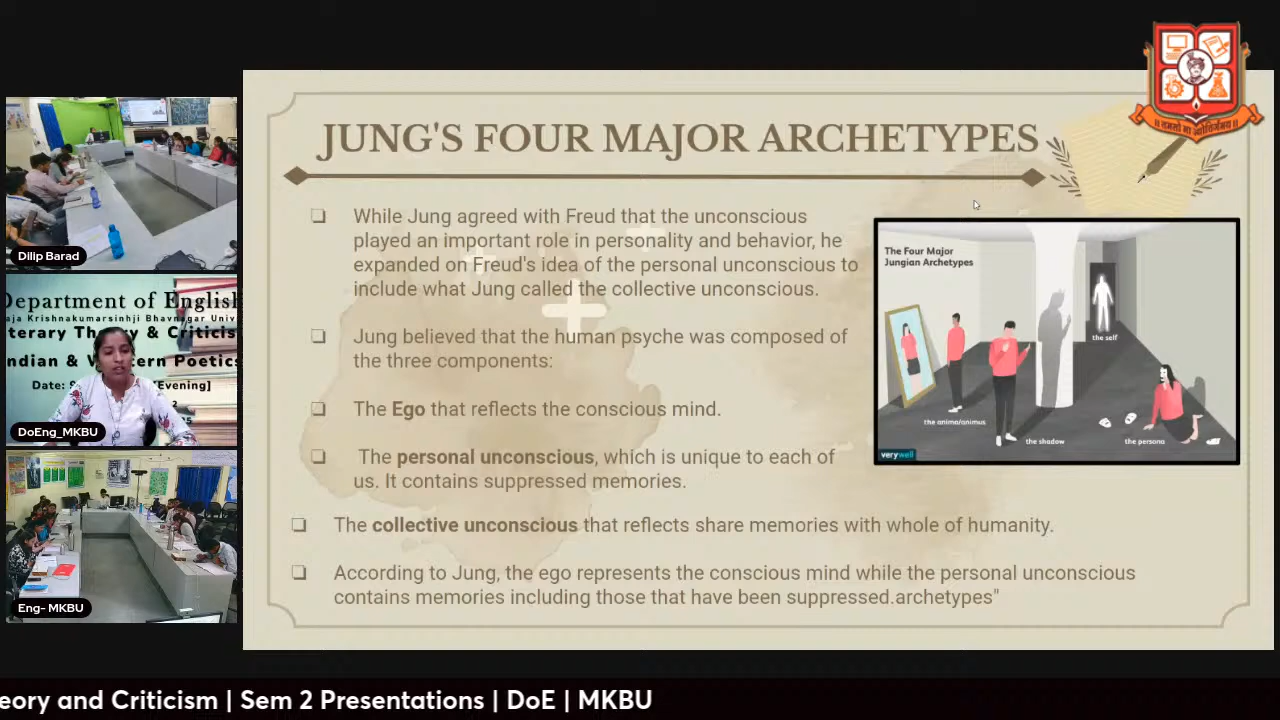 JUNG'S FOUR MAJOR ARCHETYPES
While Jung agreed with Freud that the unconscious
played an important role in personality and behavior, he
expanded on Freud's idea of the personal unconscious to
include what Jung called the collective unconscious.
Jung believed that the human psyche was composed of
the three components:
The Ego that reflects the conscious mind.
The personal unconscious, which is unique to each of
us. It contains suppressed memories.
The collective unconscious that reflects share memories with whole of humanity.
According to Jung, the ego represents the conscious mind while the personal unconscious
contains memories including those that have been suppressed.archetypes"
The Four Major
Jungian Archetypes
the self
the anima/animus
the shadow
the persona
verywell
Dilip Barad
Department of English
aja Krishnakumarsinhji Bhavnagar Univ
terary Theory & Criticis
ndian & Western Poetics
Date: [Evening]
DoEng_MKBU
Eng- MKBU
eory and Criticism | Sem 2 Presentations | DoE | MKBU